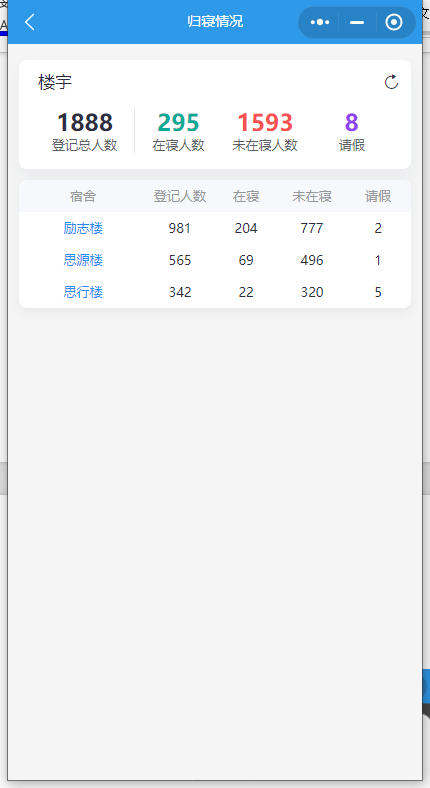 归寝情况
楼宇
1888 295 1593 8
登记总人数 在寝人数 未在寝人数 请假
宿舍 登记人数 在寝 未在寝 请假
励志楼 981 204 777 2
思源楼 565 69 496 1
思行楼 342 22 320 5